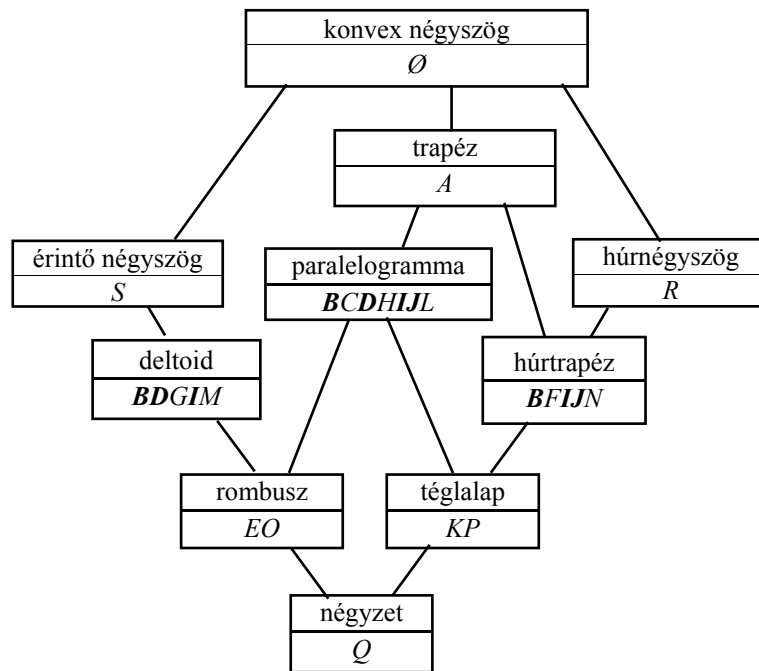 konvex négyszög
Ø
trapéz
A
érintő négyszög
S
paralelogramma
BCDHIJL
húrnégyszög
R
deltoid
BDGIM
húrtrapéz
BFIJN
rombusz
EO
téglalap
KP
négyzet
Q